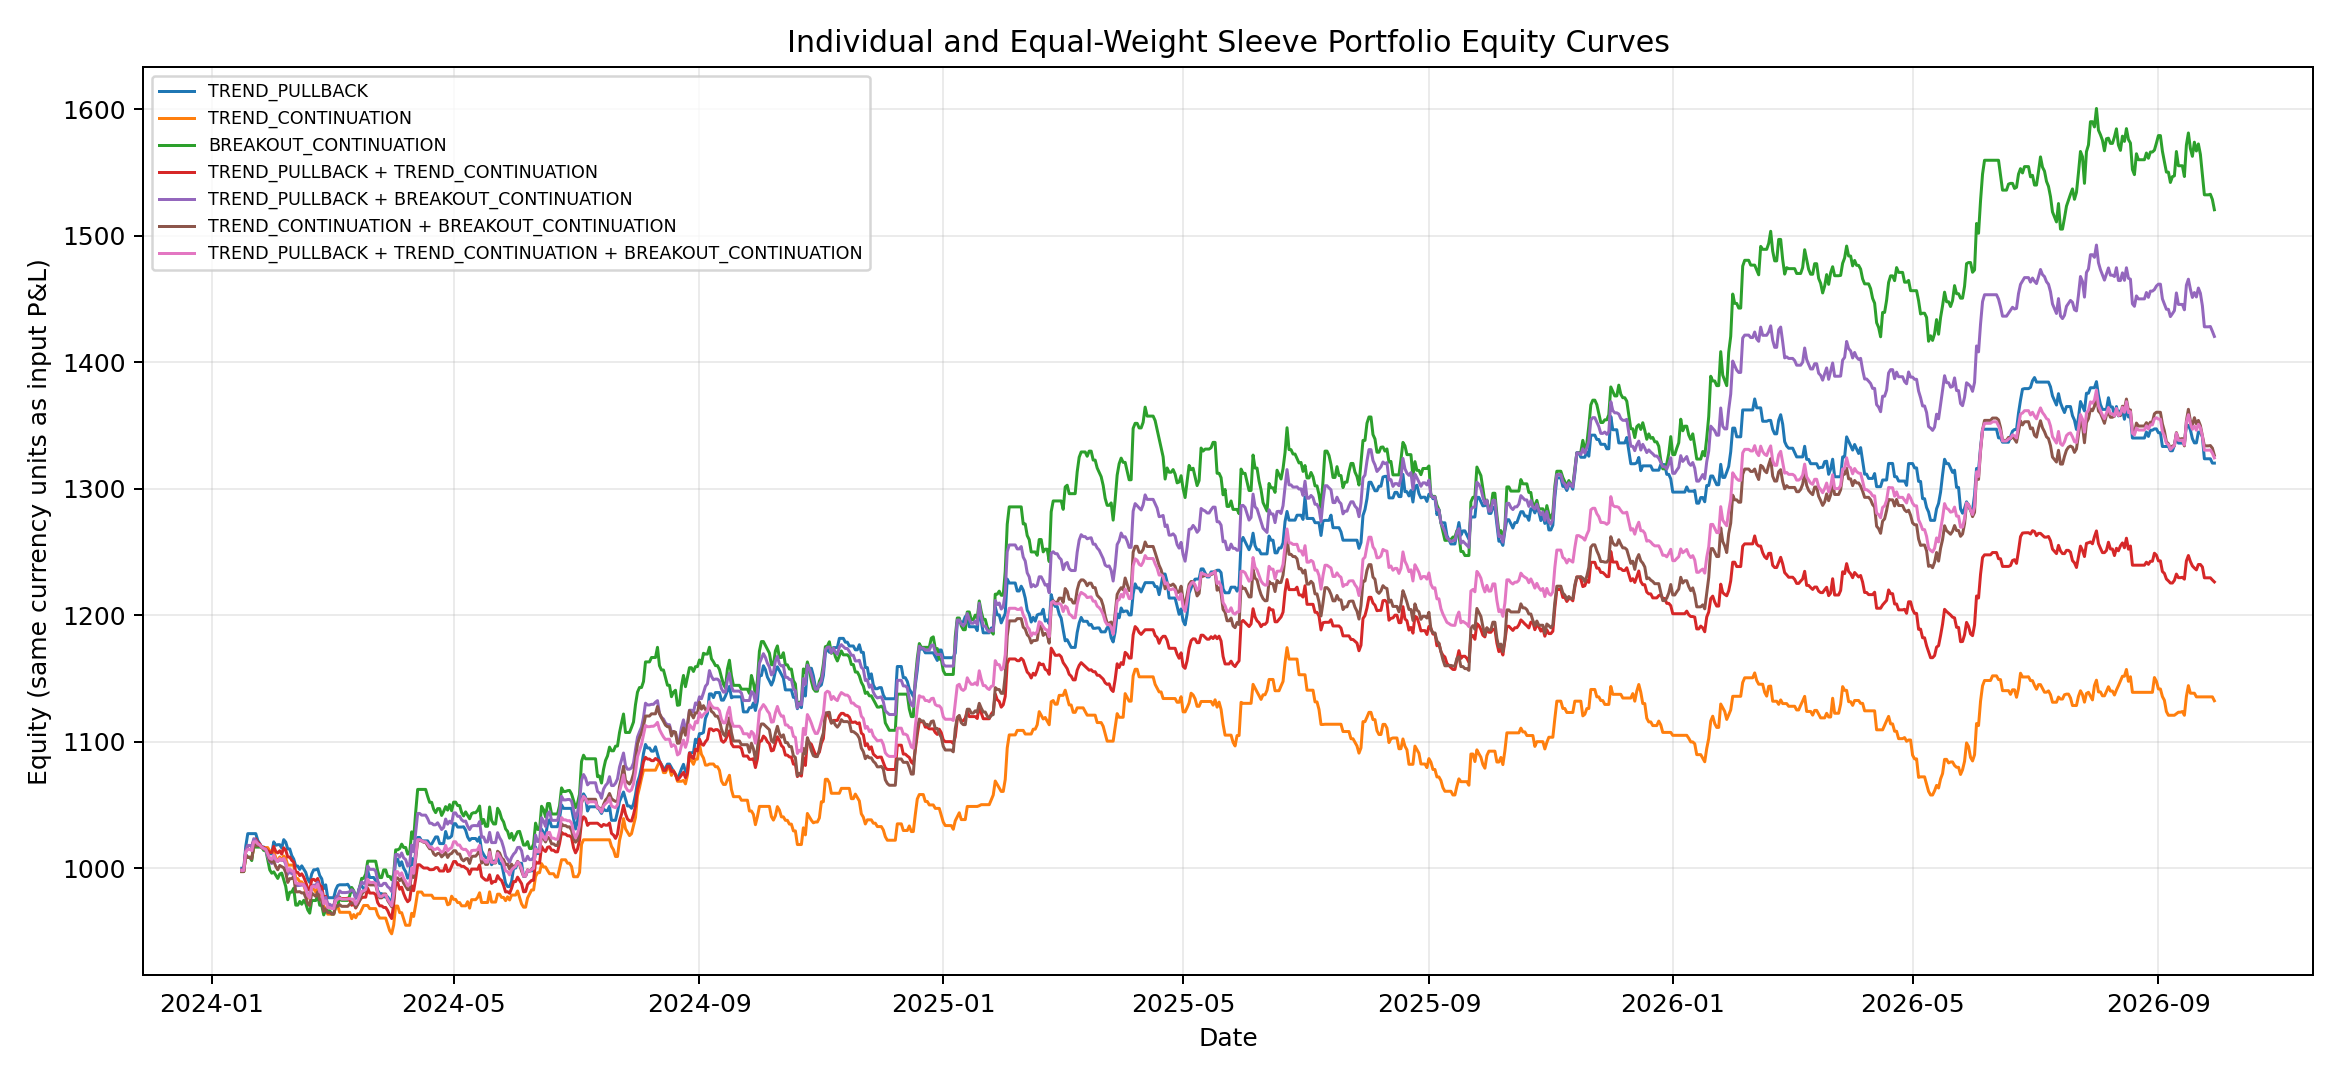 Individual and Equal-Weight Sleeve Portfolio Equity Curves
TREND_PULLBACK
TREND_CONTINUATION
BREAKOUT_CONTINUATION
TREND_PULLBACK + TREND_CONTINUATION
TREND_PULLBACK + BREAKOUT_CONTINUATION
TREND_CONTINUATION + BREAKOUT_CONTINUATION
TREND_PULLBACK + TREND_CONTINUATION + BREAKOUT_CONTINUATION
Equity (same currency units as input P&L)
1600
1500
1400
1300
1200
1100
1000
2024-01
2024-05
2024-09
2025-01
2025-05
2025-09
2026-01
2026-05
2026-09
Date